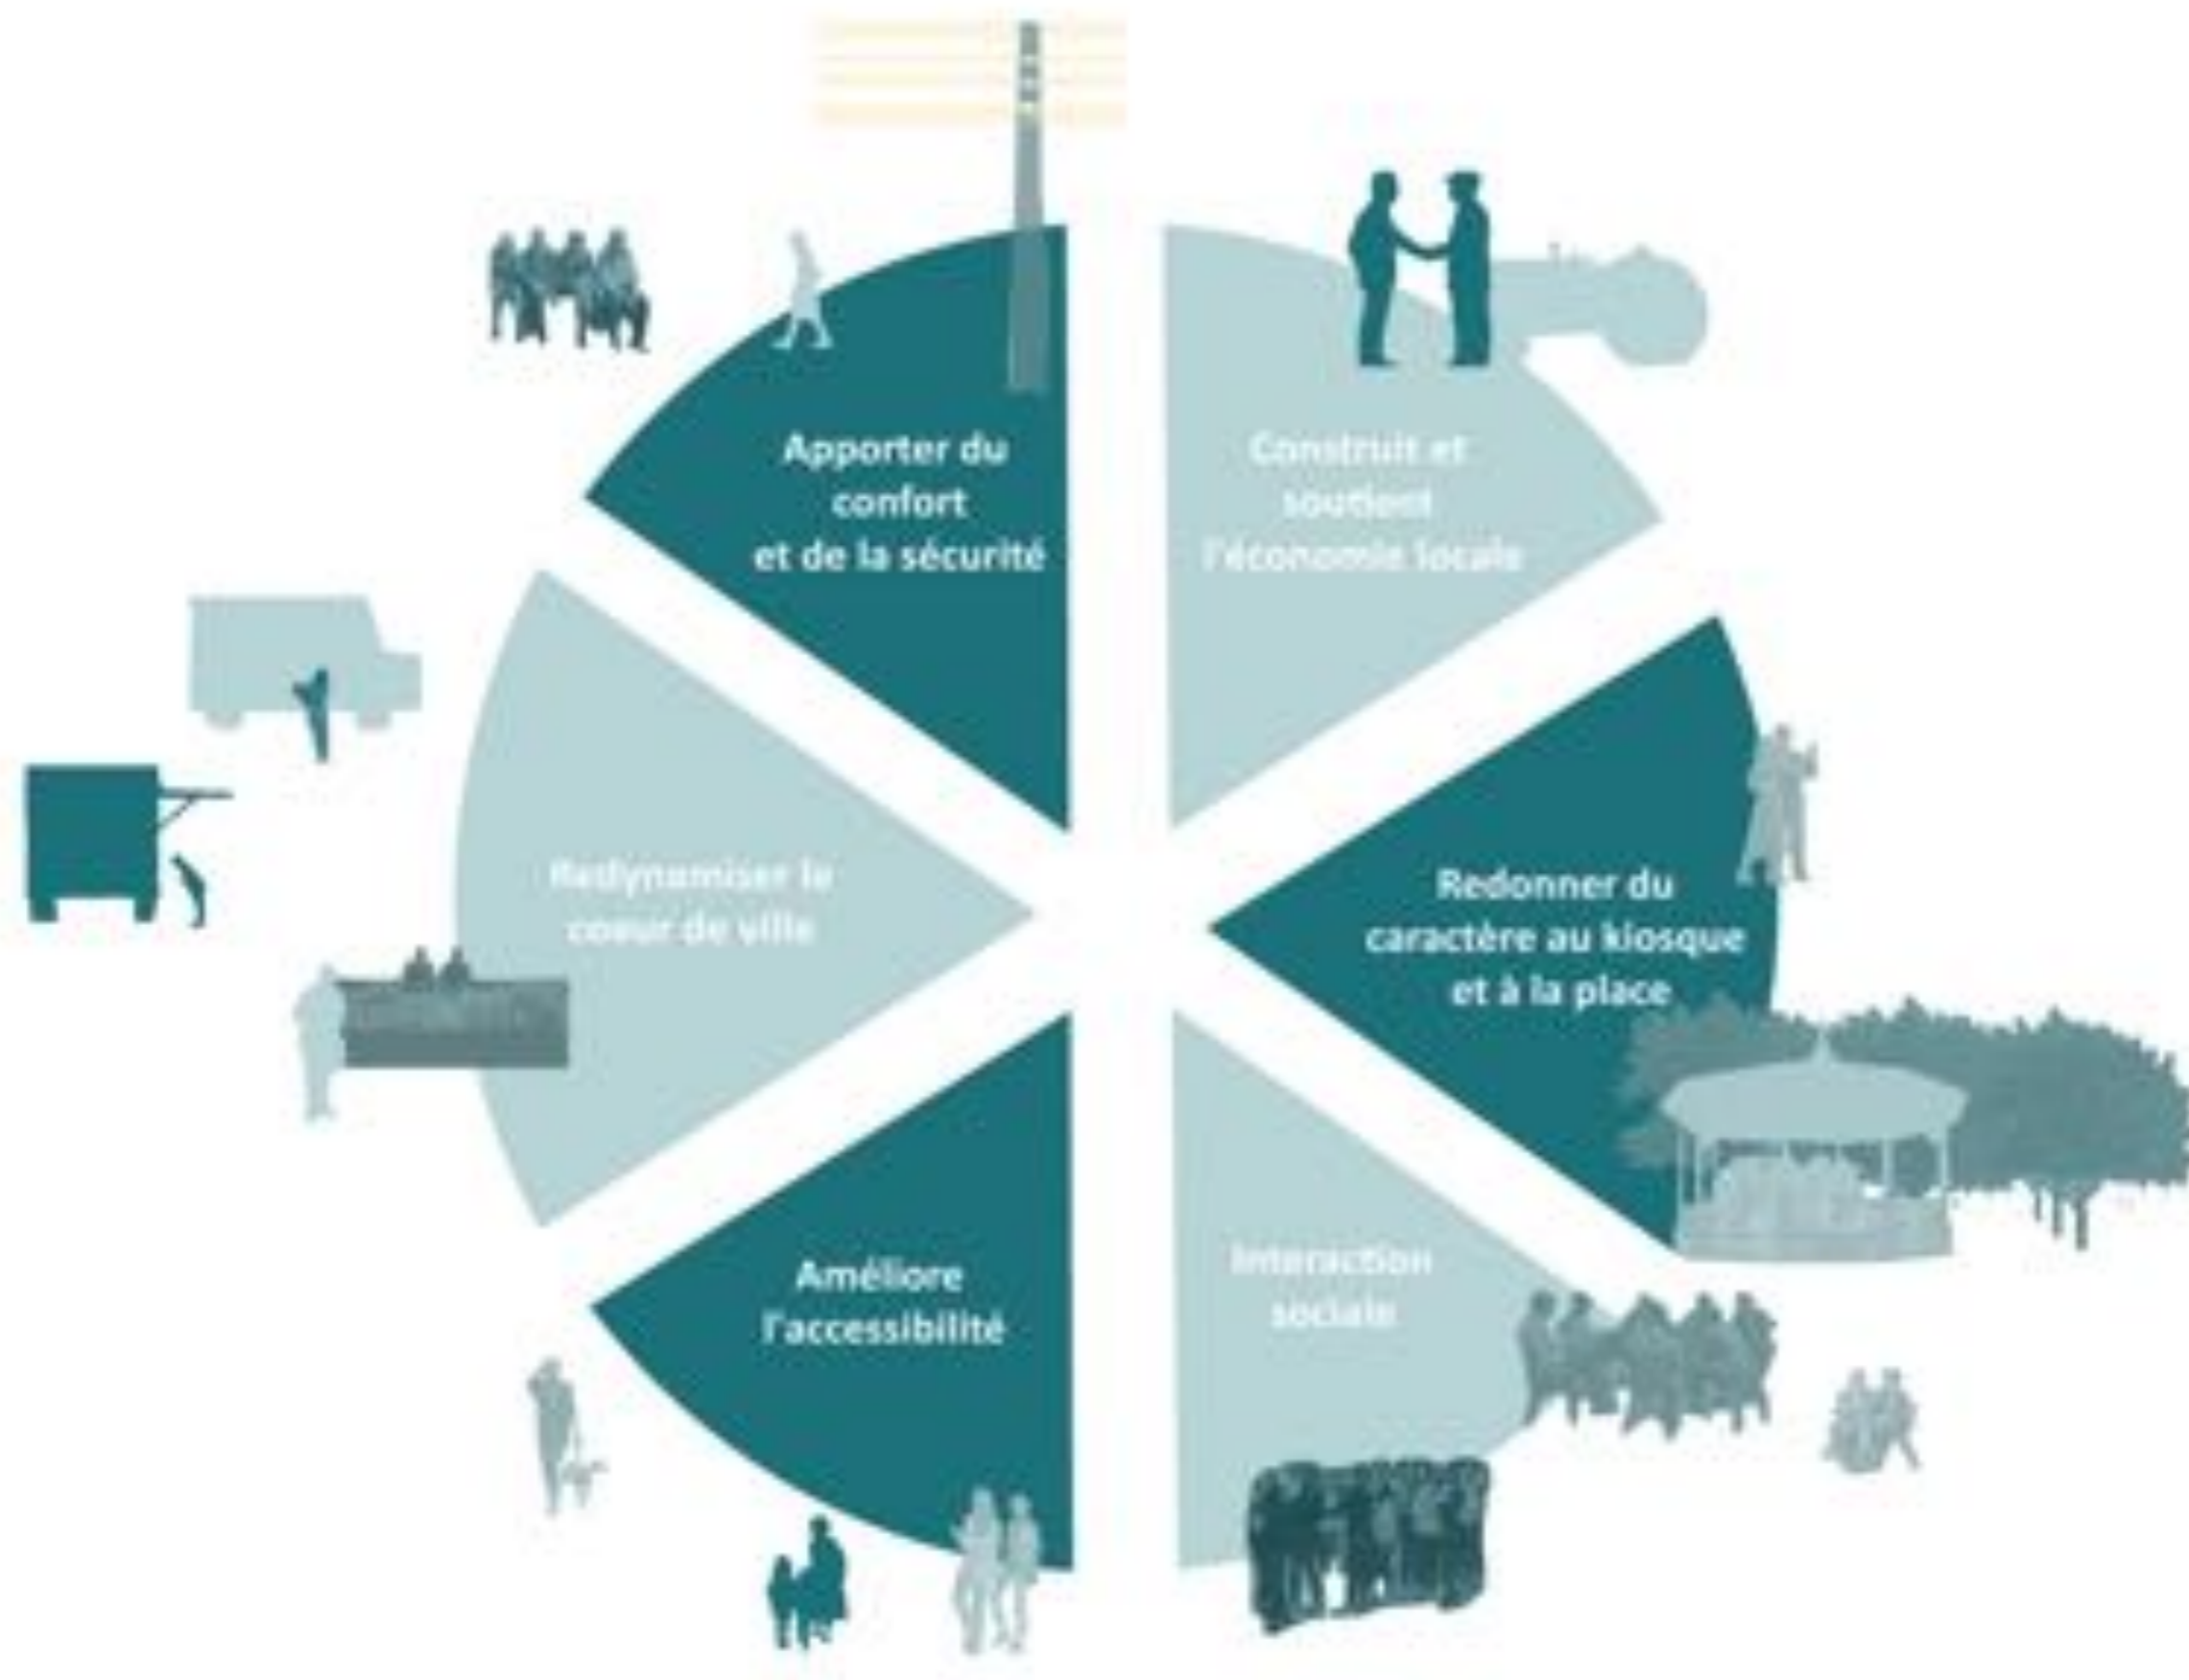 Apporter du
confort
et de la sécurité
Construit et
soutient
l'économie locale
Redonner du
caractère au kiosque
et à la place
Interaction
sociale
Améliore
l'accessibilité
Redynamiser le
coeur de ville